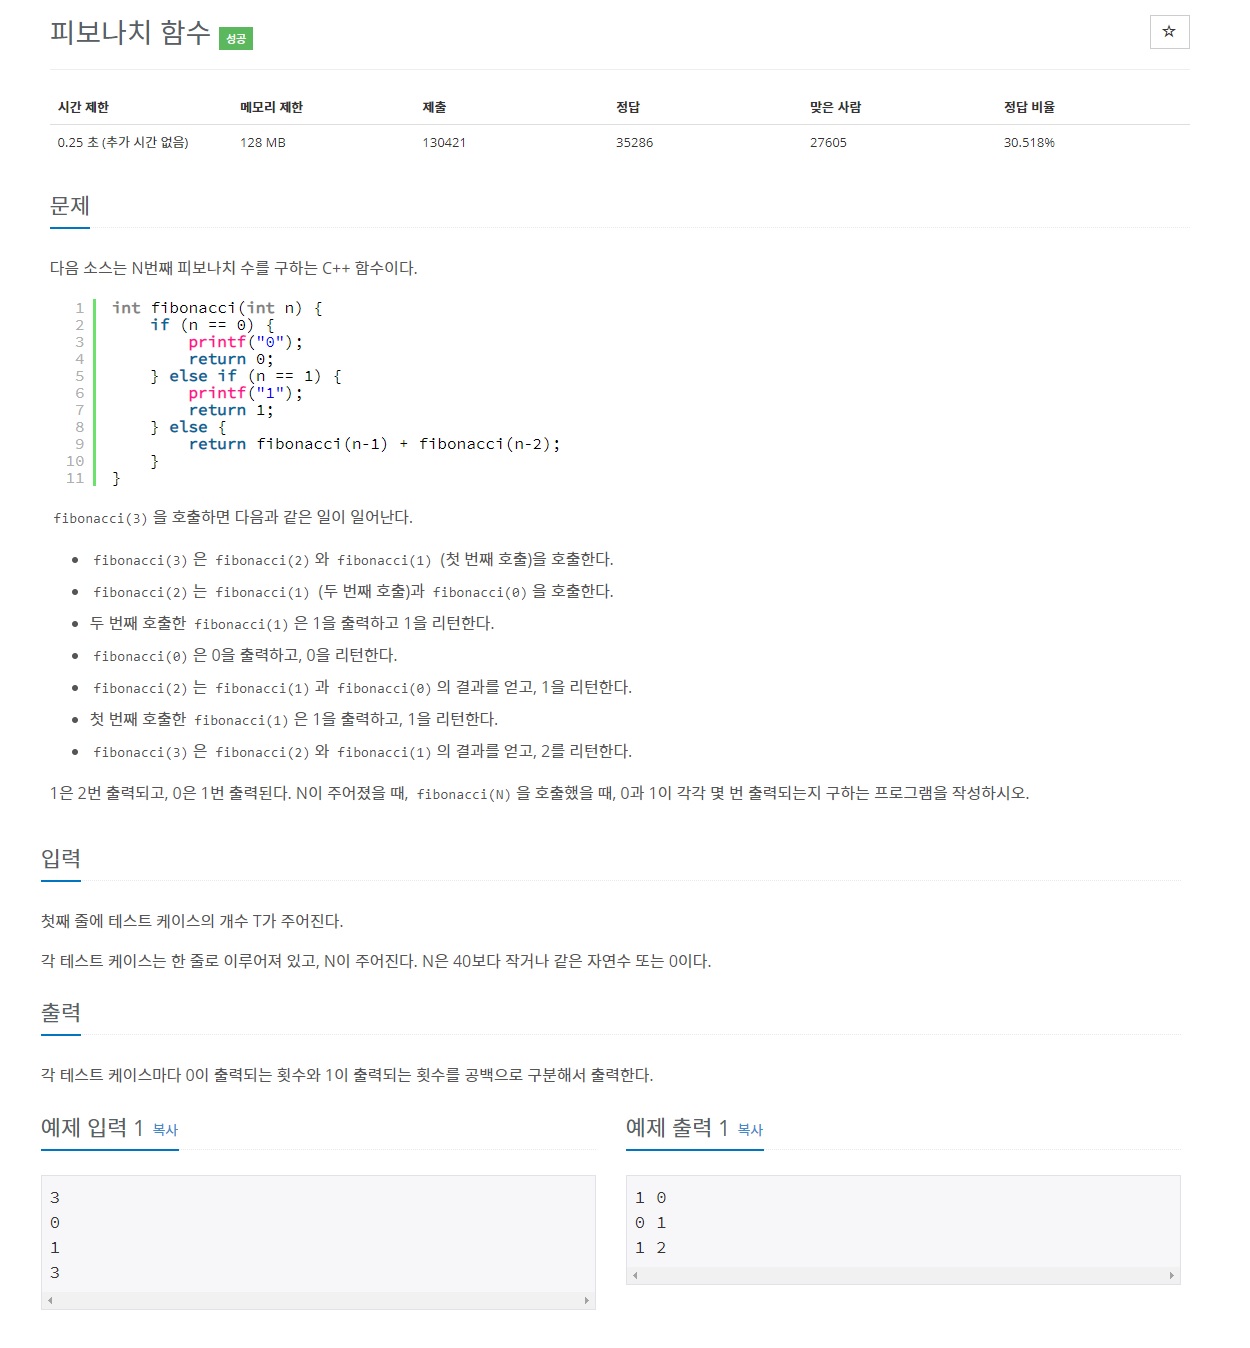 피보나치 함수 성공
☆
시간 제한 메모리 제한 제출 정답 맞은 사람 정답 비율
0.25 초 (추가 시간 없음) 128 MB 130421 35286 27605 30.518%
문제
다음 소스는 N번째 피보나치 수를 구하는 C++ 함수이다.
1 int fibonacci(int n) {
2     if (n == 0) {
3         printf("0");
4         return 0;
5     } else if (n == 1) {
6         printf("1");
7         return 1;
8     } else {
9         return fibonacci(n-1) + fibonacci(n-2);
10     }
11 }
fibonacci(3) 을 호출하면 다음과 같은 일이 일어난다.
• fibonacci(3) 은 fibonacci(2) 와 fibonacci(1) (첫 번째 호출)을 호출한다.
• fibonacci(2) 는 fibonacci(1) (두 번째 호출)과 fibonacci(0) 을 호출한다.
• 두 번째 호출한 fibonacci(1) 은 1을 출력하고 1을 리턴한다.
• fibonacci(0) 은 0을 출력하고, 0을 리턴한다.
• fibonacci(2) 는 fibonacci(1) 과 fibonacci(0) 의 결과를 얻고, 1을 리턴한다.
• 첫 번째 호출한 fibonacci(1) 은 1을 출력하고, 1을 리턴한다.
• fibonacci(3) 은 fibonacci(2) 와 fibonacci(1) 의 결과를 얻고, 2를 리턴한다.
1은 2번 출력되고, 0은 1번 출력된다. N이 주어졌을 때, fibonacci(N) 을 호출했을 때, 0과 1이 각각 몇 번 출력되는지 구하는 프로그램을 작성하시오.
입력
첫째 줄에 테스트 케이스의 개수 T가 주어진다.
각 테스트 케이스는 한 줄로 이루어져 있고, N이 주어진다. N은 40보다 작거나 같은 자연수 또는 0이다.
출력
각 테스트 케이스마다 0이 출력되는 횟수와 1이 출력되는 횟수를 공백으로 구분해서 출력한다.
예제 입력 1 복사
3
0
1
3
예제 출력 1 복사
1 0
0 1
1 2